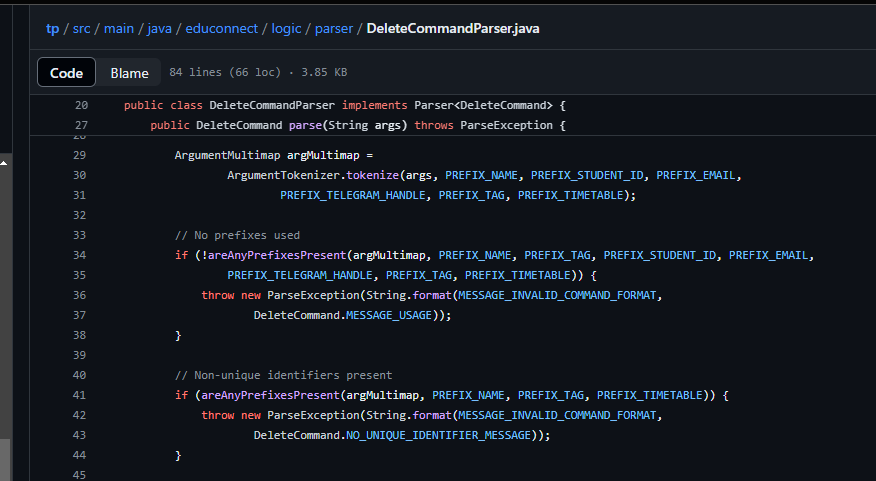 tp / src / main / java / educonnect / logic / parser / DeleteCommandParser.java
Code Blame 84 lines (66 loc) · 3.85 KB
20 public class DeleteCommandParser implements Parser<DeleteCommand> {
27 public DeleteCommand parse(String args) throws ParseException {
28
29 ArgumentMultimap argMultimap =
30 ArgumentTokenizer.tokenize(args, PREFIX_NAME, PREFIX_STUDENT_ID, PREFIX_EMAIL,
31 PREFIX_TELEGRAM_HANDLE, PREFIX_TAG, PREFIX_TIMETABLE);
32
33 // No prefixes used
34 if (!areAnyPrefixesPresent(argMultimap, PREFIX_NAME, PREFIX_TAG, PREFIX_STUDENT_ID, PREFIX_EMAIL,
35 PREFIX_TELEGRAM_HANDLE, PREFIX_TAG, PREFIX_TIMETABLE)) {
36 throw new ParseException(String.format(MESSAGE_INVALID_COMMAND_FORMAT,
37 DeleteCommand.MESSAGE_USAGE));
38 }
39
40 // Non-unique identifiers present
41 if (areAnyPrefixesPresent(argMultimap, PREFIX_NAME, PREFIX_TAG, PREFIX_TIMETABLE)) {
42 throw new ParseException(String.format(MESSAGE_INVALID_COMMAND_FORMAT,
43 DeleteCommand.NO_UNIQUE_IDENTIFIER_MESSAGE));
44 }
45